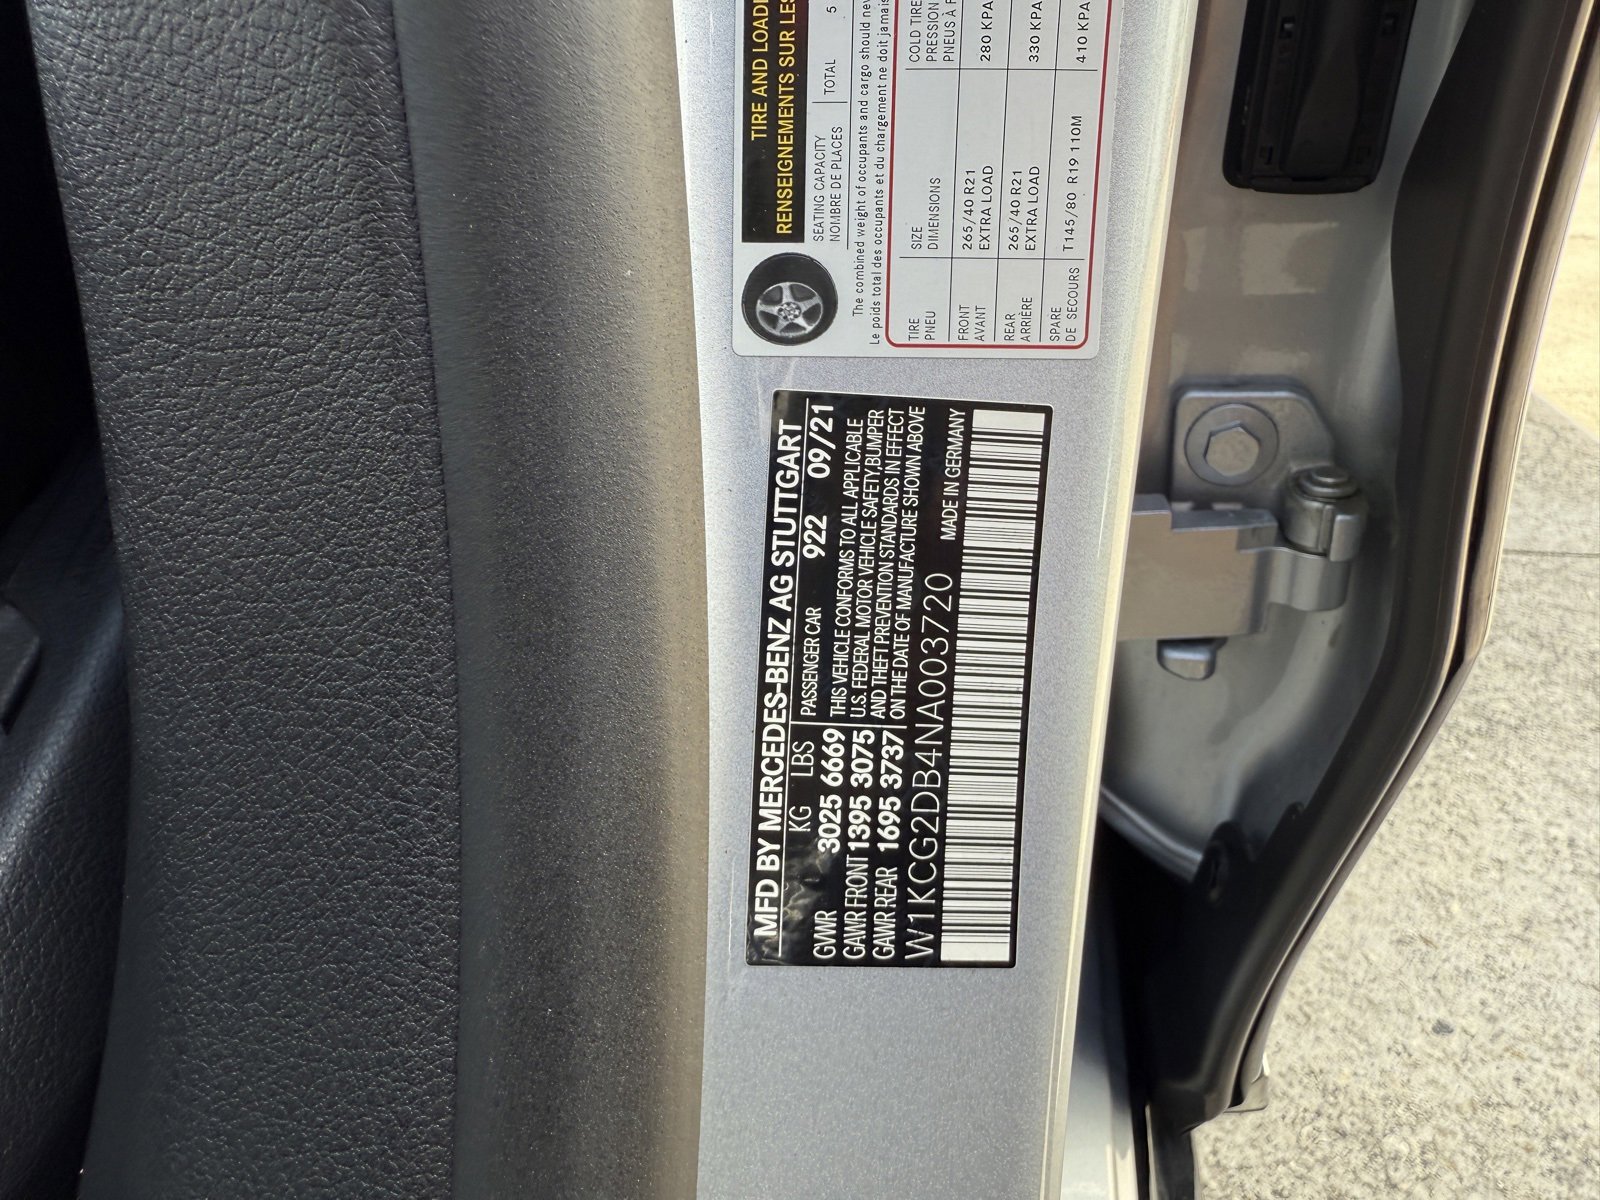 MFD BY MERCEDES-BENZ AG STUTTGART
KG LBS PASSENGER CAR 922 09/21
GVWR 3025 6669 THIS VEHICLE CONFORMS TO ALL APPLICABLE
GAWR FRONT 1395 3075 U.S. FEDERAL MOTOR VEHICLE SAFETY,BUMPER
GAWR REAR 1695 3737 AND THEFT PREVENTION STANDARDS IN EFFECT
ON THE DATE OF MANUFACTURE SHOWN ABOVE
W1KCG2DB4NA003720 MADE IN GERMANY
TIRE AND LOADI
RENSEIGNEMENTS SUR LES
SEATING CAPACITY TOTAL 5
NOMBRE DE PLACES
The combined weight of occupants and cargo should nev
Le poids total des occupants et du chargement ne doit jamais
TIRE SIZE COLD TIRE
PNEU DIMENSIONS PRESSION
PNEUS À F
FRONT 265/40 R21 280 KPA
AVANT EXTRA LOAD
REAR 265/40 R21 330 KPA
ARRIÈRE EXTRA LOAD
SPARE T145/80 R19 110M 410 KPA
DE SECOURS